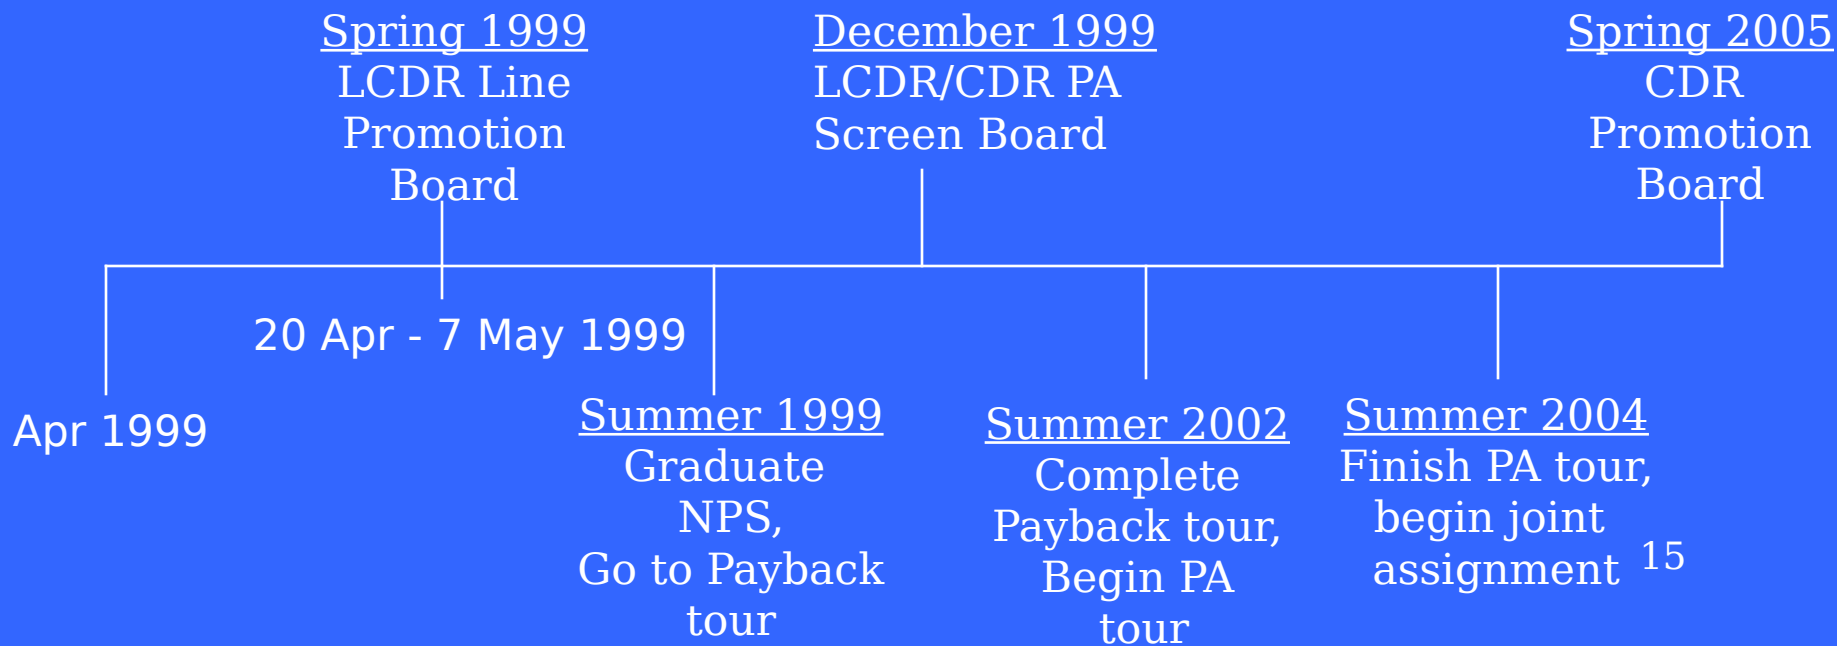 Spring 1999
LCDR Line
Promotion
Board
December 1999
LCDR/CDR PA
Screen Board
Spring 2005
CDR
Promotion
Board
20 Apr - 7 May 1999
Apr 1999
Summer 1999
Graduate
NPS,
Go to Payback
tour
Summer 2002
Complete
Payback tour,
Begin PA
tour
Summer 2004
Finish PA tour,
begin joint
assignment
15